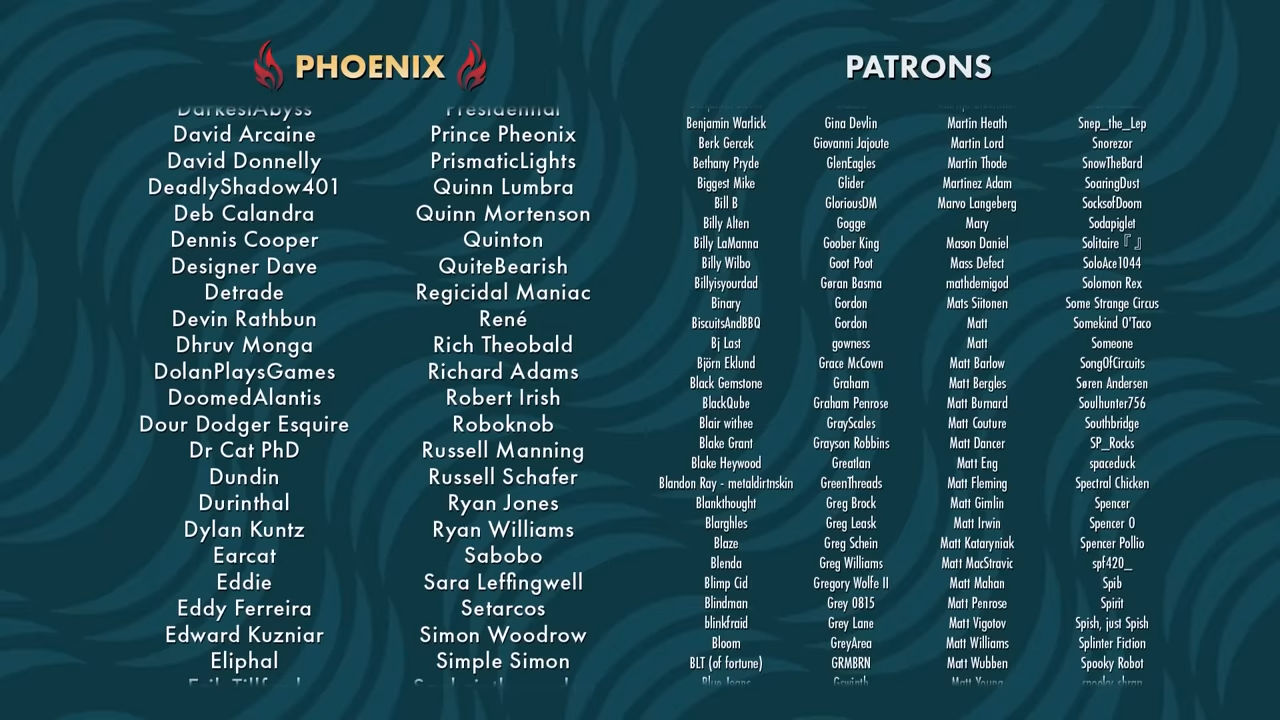 PHOENIX
DarkestAbyss
David Arcaine
David Donnelly
DeadlyShadow401
Deb Calandra
Dennis Cooper
Designer Dave
Detrade
Devin Rathbun
Dhruv Monga
DolanPlaysGames
DoomedAlantis
Dour Dodger Esquire
Dr Cat PhD
Dundin
Durinthal
Dylan Kuntz
Earcat
Eddie
Eddy Ferreira
Edward Kuzniar
Eliphal
Presidential
Prince Pheonix
PrismaticLights
Quinn Lumbra
Quinn Mortenson
Quinton
QuiteBearish
Regicidal Maniac
René
Rich Theobald
Richard Adams
Robert Irish
Roboknob
Russell Manning
Russell Schafer
Ryan Jones
Ryan Williams
Sabobo
Sara Leffingwell
Setarcos
Simon Woodrow
Simple Simon
PATRONS
Benjamin Warlick
Berk Gercek
Bethany Pryde
Biggest Mike
Bill B
Billy Alten
Billy LaManna
Billy Wilbo
Billyisyourdad
Binary
BiscuitsAndBBQ
Bj Last
Björn Eklund
Black Gemstone
BlackQube
Blair withee
Blake Grant
Blake Heywood
Blandon Ray - metaldirtnskin
Blankthought
Blarghles
Blaze
Blenda
Blimp Cid
Blindman
blinkfraid
Bloom
BLT (of fortune)
Blue Jeans
Gina Devlin
Giovanni Jajoute
GlenEagles
Glider
GloriousDM
Gogge
Goober King
Goot Poot
Gøran Basma
Gordon
Gordon
gowness
Grace McCown
Graham
Graham Penrose
GrayScales
Grayson Robbins
Greatlan
GreenThreads
Greg Brock
Greg Leask
Greg Schein
Greg Williams
Gregory Wolfe II
Grey 0815
Grey Lane
GreyArea
GRMBRN
Martin Heath
Martin Lord
Martin Thode
Martinez Adam
Marvo Langeberg
Mary
Mason Daniel
Mass Defect
mathdemigod
Mats Siitonen
Matt
Matt
Matt Barlow
Matt Bergles
Matt Burnard
Matt Couture
Matt Dancer
Matt Eng
Matt Fleming
Matt Gimlin
Matt Irwin
Matt Kataryniak
Matt MacStravic
Matt Mahan
Matt Penrose
Matt Vigotov
Matt Williams
Matt Wubben
Matt Young
Snep_the_Lep
Snorezor
SnowTheBard
SoaringDust
SocksofDoom
Sodapiglet
Solitaire『』
SoloAce1044
Solomon Rex
Some Strange Circus
Somekind O'Taco
Someone
SongOfCircuits
Søren Andersen
Soulhunter756
Southbridge
SP_Rocks
spaceduck
Spectral Chicken
Spencer
Spencer O
Spencer Pollio
spf420_
Spib
Spirit
Spish, just Spish
Splinter Fiction
Spooky Robot